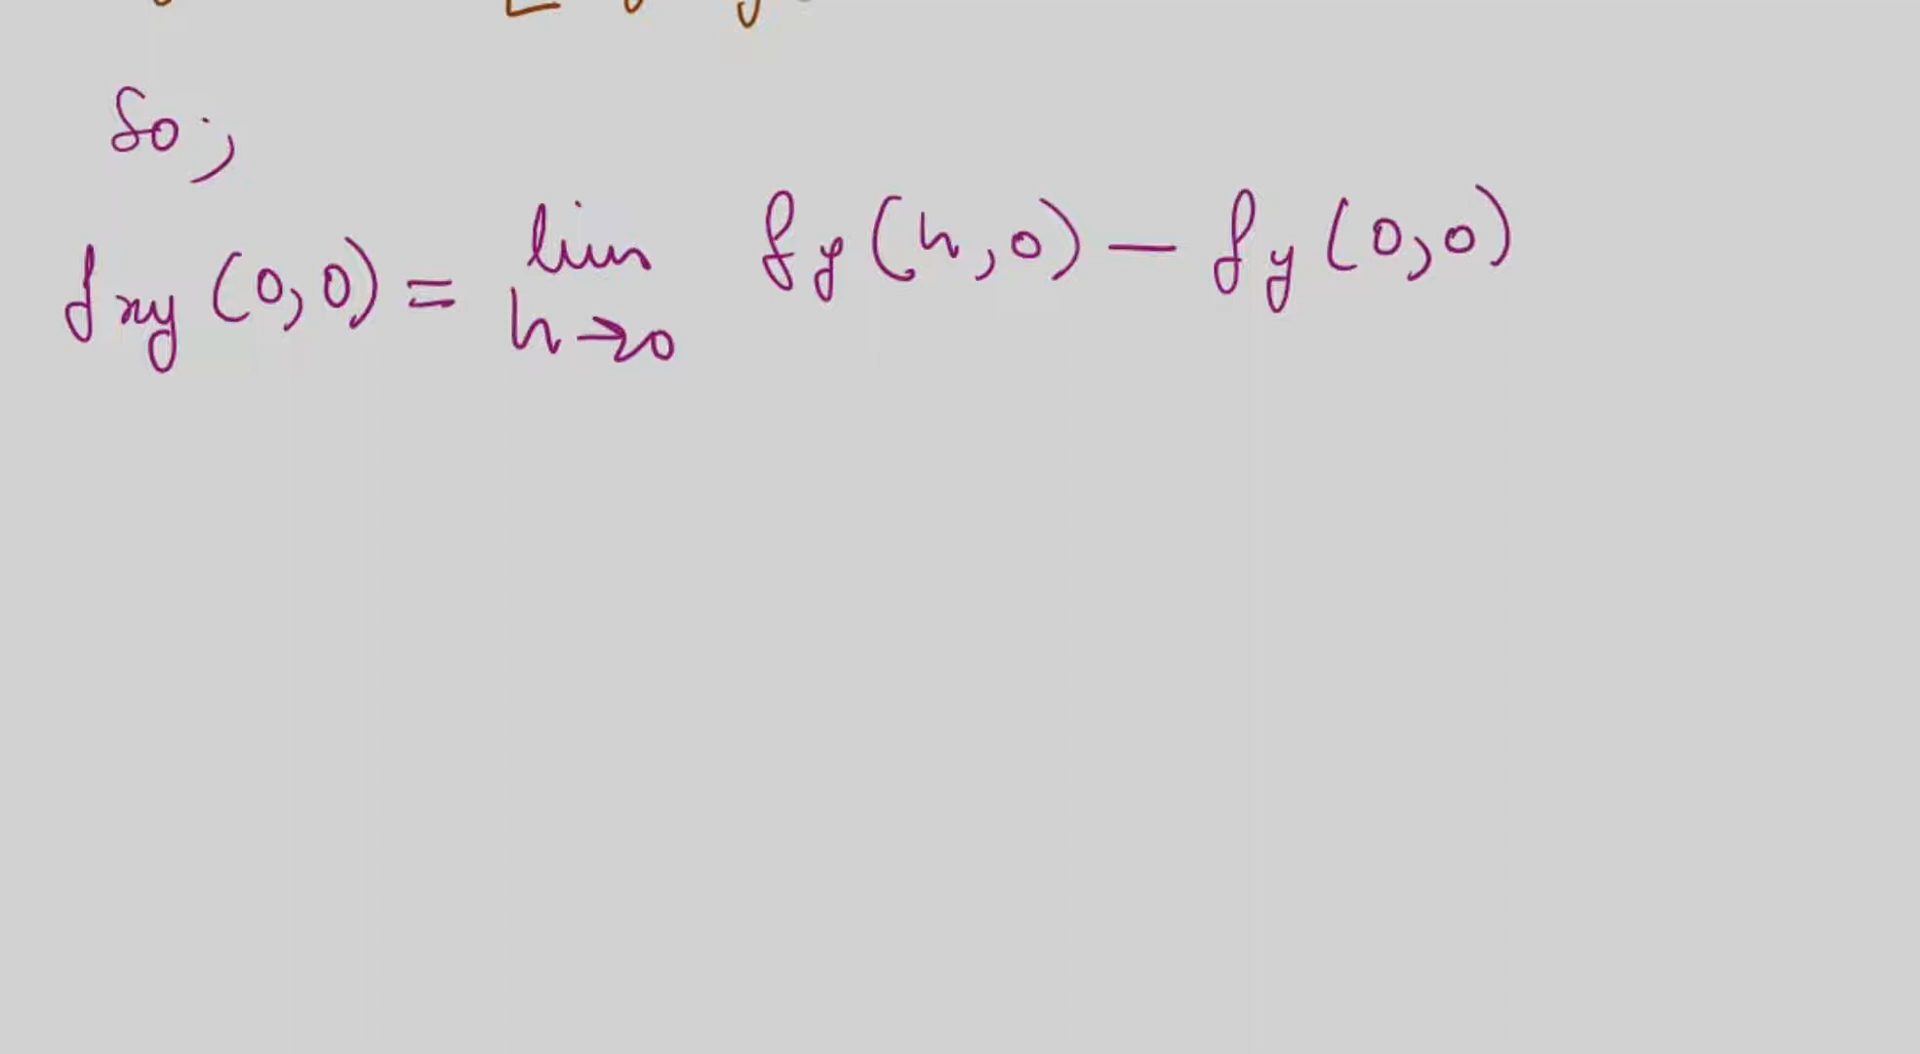 So;
fxy (0,0) = lim h→0 fy (h,0) − fy (0,0)